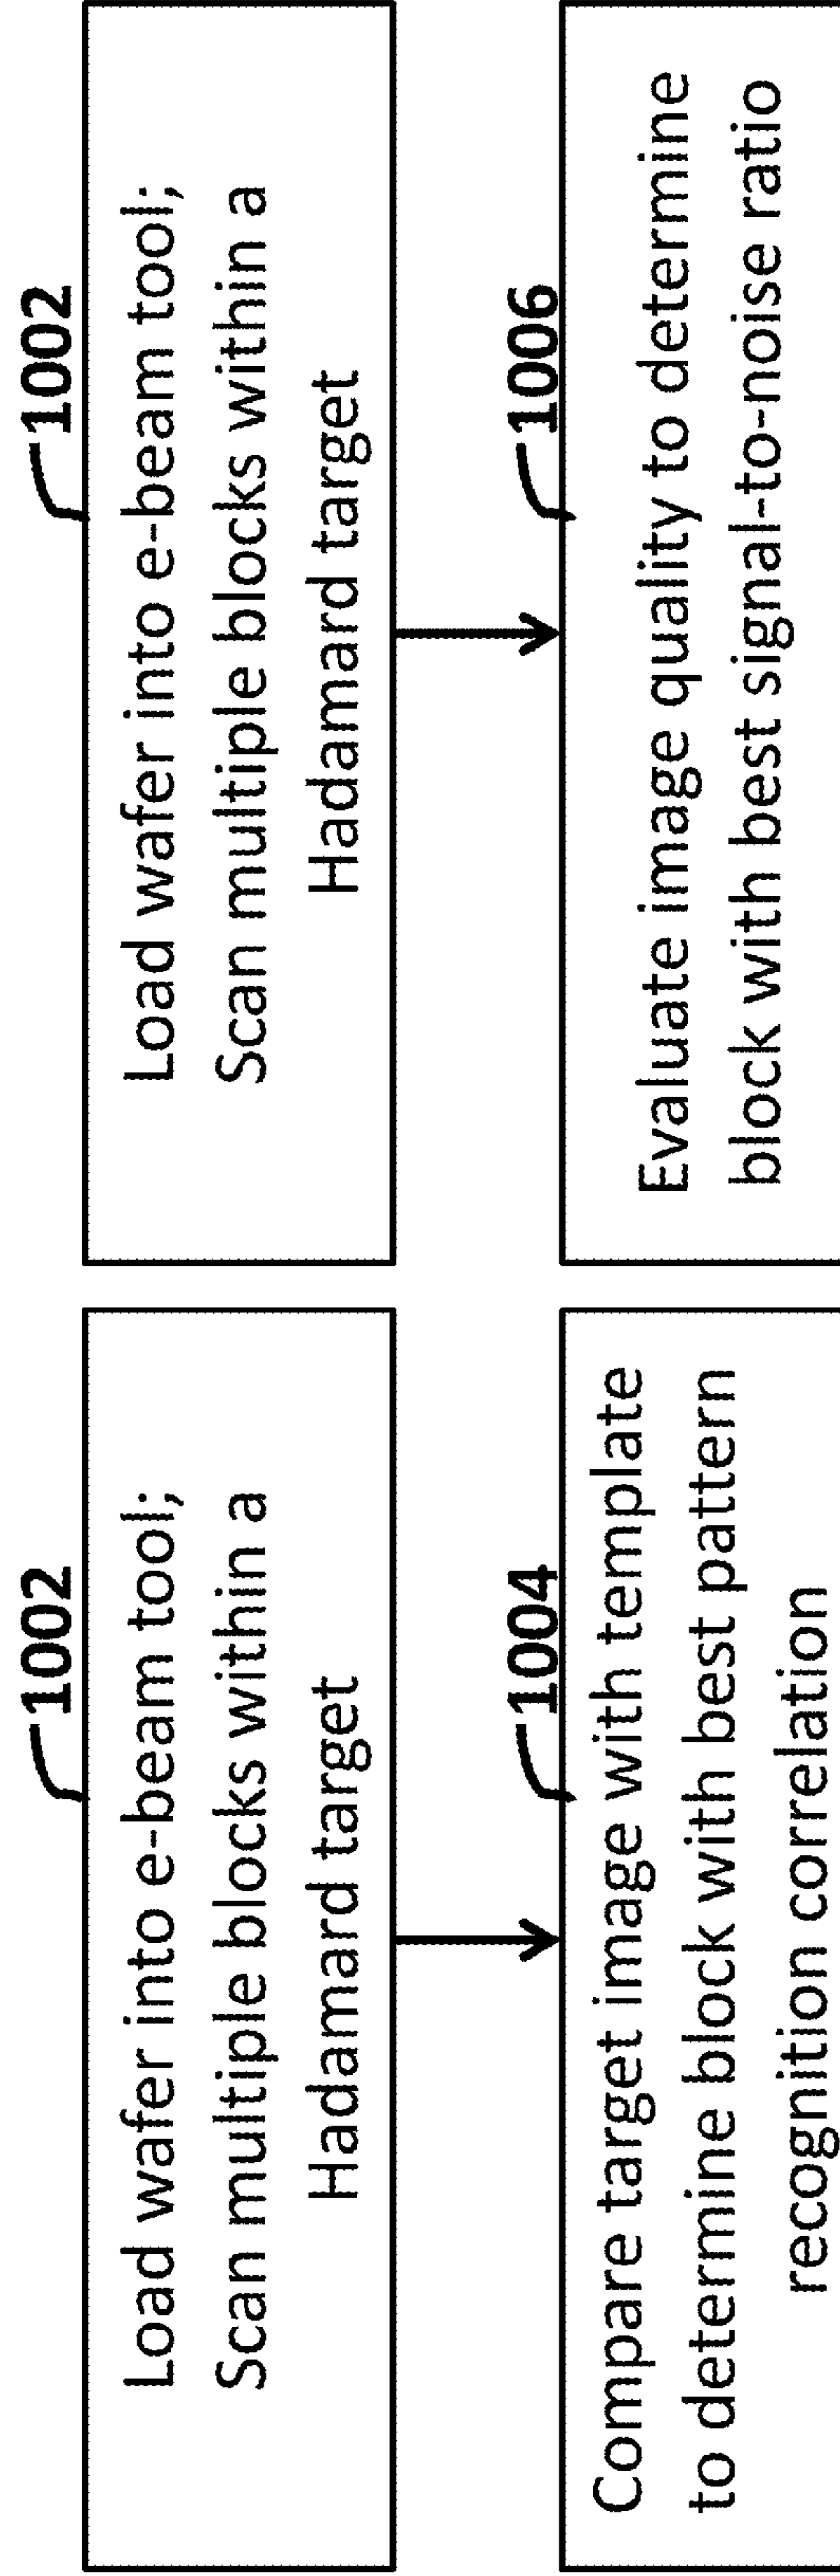 1002
Load wafer into e-beam tool;
Scan multiple blocks within a
Hadamard target
1004
Compare target image with template
to determine block with best pattern
recognition correlation
1002
Load wafer into e-beam tool;
Scan multiple blocks within a
Hadamard target
1006
Evaluate image quality to determine
block with best signal-to-noise ratio